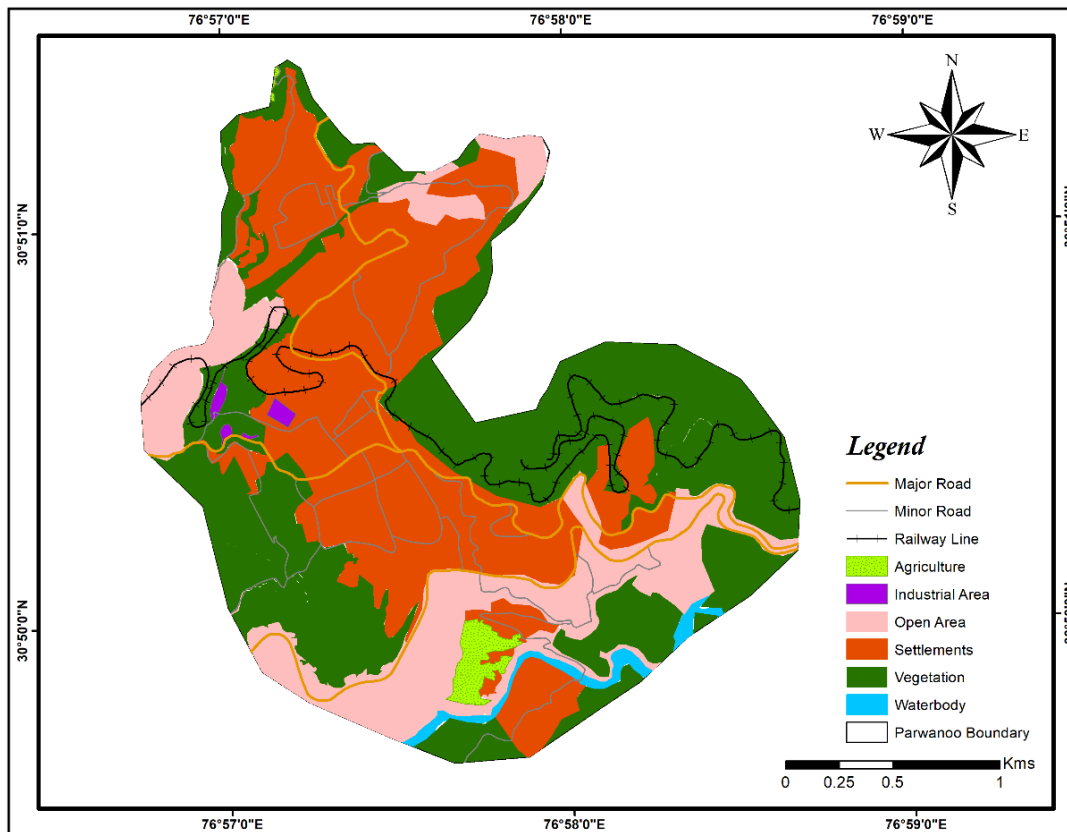 76°57'0"E
76°58'0"E
76°59'0"E
N
W
E
S
30°51'0"N
30°50'0"N
Legend
Major Road
Minor Road
Railway Line
Agriculture
Industrial Area
Open Area
Settlements
Vegetation
Waterbody
Parwanoo Boundary
Kms
0
0.25
0.5
1
76°57'0"E
76°58'0"E
76°59'0"E